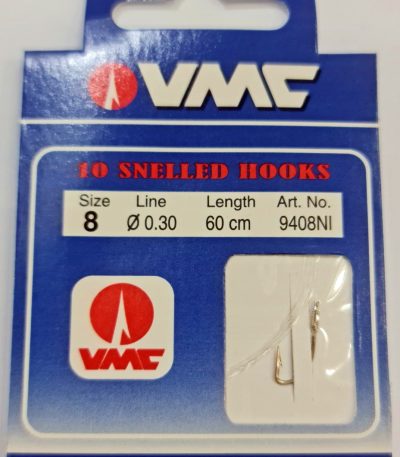 VMC
10 SNELLED HOOKS
Size Line Length Art. No.
8 Ø 0.30 60 cm 9408NI
VMC